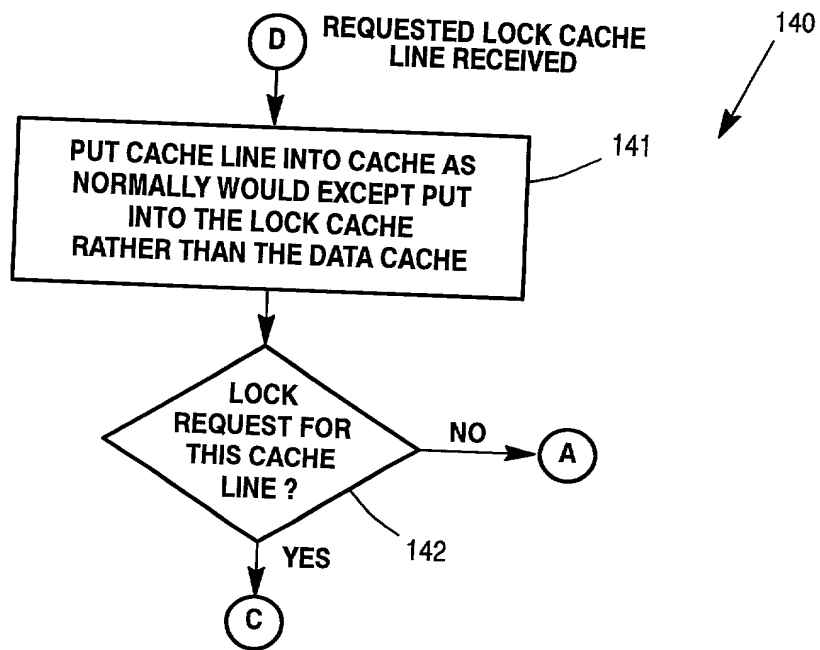 140
D
REQUESTED LOCK CACHE
LINE RECEIVED
PUT CACHE LINE INTO CACHE AS
NORMALLY WOULD EXCEPT PUT
INTO THE LOCK CACHE
RATHER THAN THE DATA CACHE
141
LOCK
REQUEST FOR
THIS CACHE
LINE ?
NO
A
142
YES
C